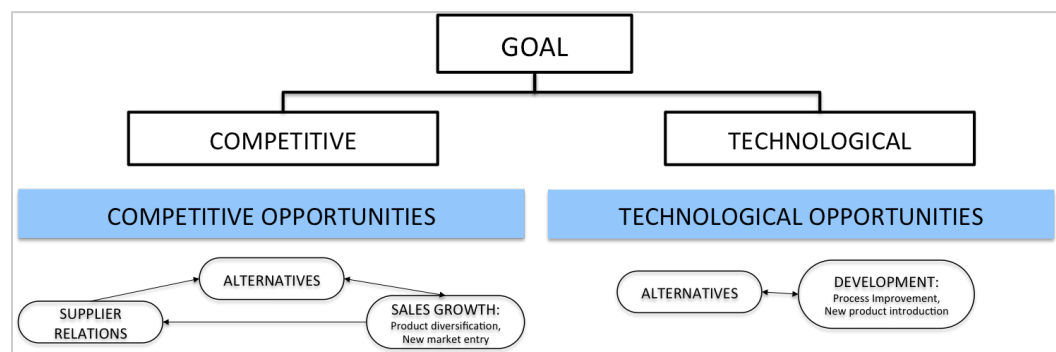 GOAL
COMPETITIVE
TECHNOLOGICAL
COMPETITIVE OPPORTUNITIES
TECHNOLOGICAL OPPORTUNITIES
ALTERNATIVES
SUPPLIER
RELATIONS
SALES GROWTH:
Product diversification,
New market entry
ALTERNATIVES
DEVELOPMENT:
Process Improvement,
New product introduction